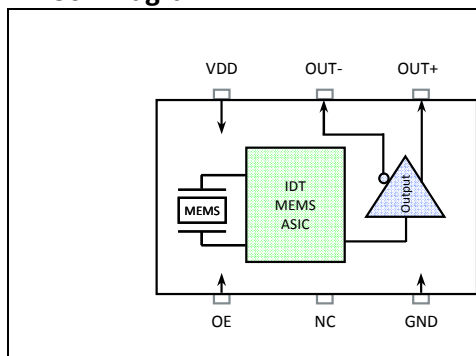 VDD OUT- OUT+
IDT
MEMS
ASIC
MEMS
Output
OE NC GND